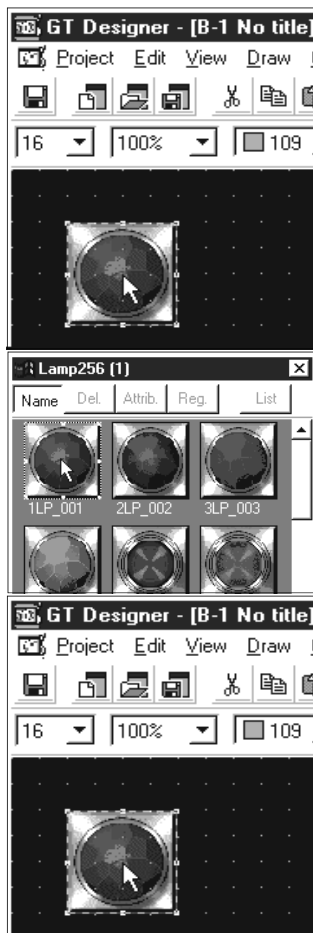 GT Designer - [B-1 No title]
Project Edit View Draw
16 100% 109
Lamp256 (1)
Name Del. Attrib. Reg. List
1LP_001 2LP_002 3LP_003
GT Designer - [B-1 No title]
Project Edit View Draw
16 100% 109